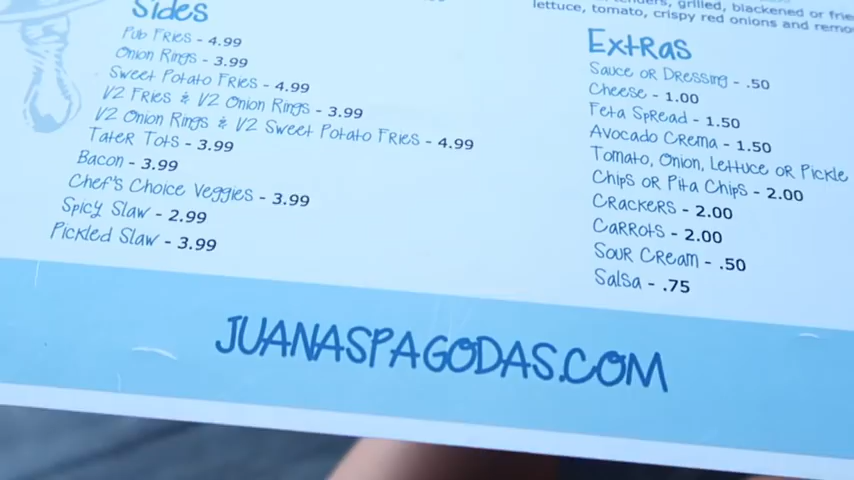 Sides
Pub Fries - 4.99
Onion Rings - 3.99
Sweet Potato Fries - 4.99
1/2 Fries & 1/2 Onion Rings - 3.99
1/2 Onion Rings & 1/2 Sweet Potato Fries - 4.99
Tater Tots - 3.99
Bacon - 3.99
Chef's Choice Veggies - 3.99
Spicy Slaw - 2.99
Pickled Slaw - 3.99
grilled, blackened or
lettuce, tomato, crispy red onions and
Extras
Sauce or Dressing - .50
Cheese - 1.00
Feta Spread - 1.50
Avocado Crema - 1.50
Tomato, Onion, Lettuce or Pickle
Chips or Pita Chips - 2.00
Crackers - 2.00
Carrots - 2.00
Sour Cream - .50
Salsa - .75
JUANASPAGODAS.COM